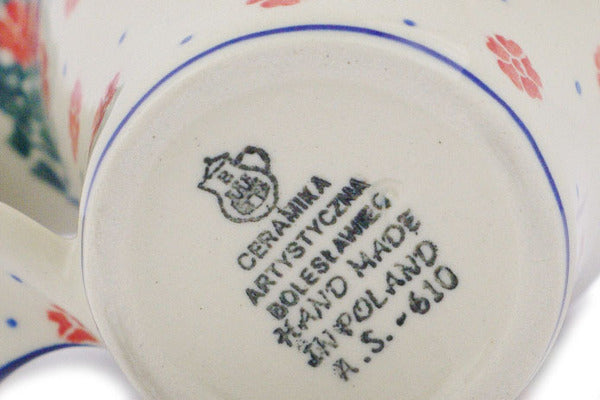 CERAMIKA
ARTYSTYCZNA
BOLESŁAWIEC
HAND MADE
IN POLAND
A.S.-610